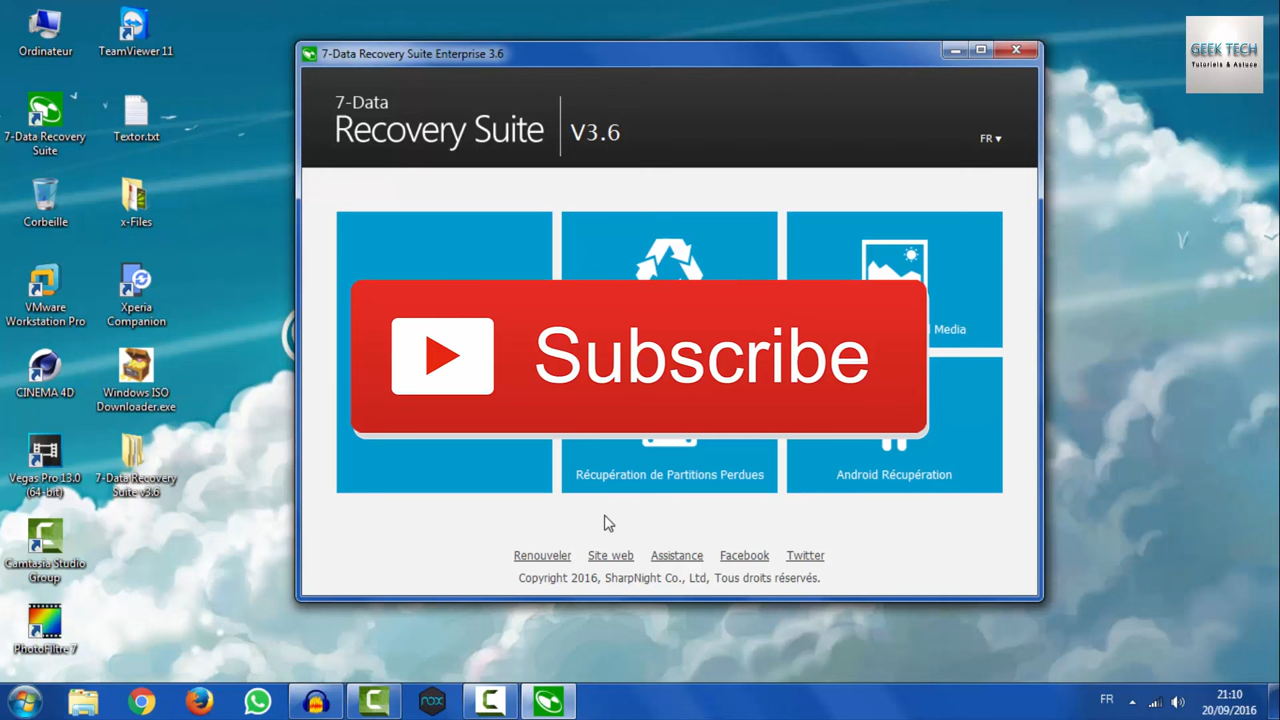 Ordinateur
TeamViewer 11
7-Data Recovery
Suite
Textor.txt
Corbeille
x-Files
VMware
Workstation Pro
Xperia
Companion
CINEMA 4D
Windows ISO
Downloader.exe
Vegas Pro 13.0
(64-bit)
7-Data Recovery
Suite v3.6
Camtasia Studio
Group
PhotoFiltre 7
7-Data Recovery Suite Enterprise 3.6
7-Data
Recovery Suite
V3.6
FR
Media
Subscribe
Récupération de Partitions Perdues
Android Récupération
Renouveler Site web Assistance Facebook Twitter
Copyright 2016, SharpNight Co., Ltd, Tous droits réservés.
GEEK TECH
Tutoriels & Astuce
nox
FR
21:10
20/09/2016